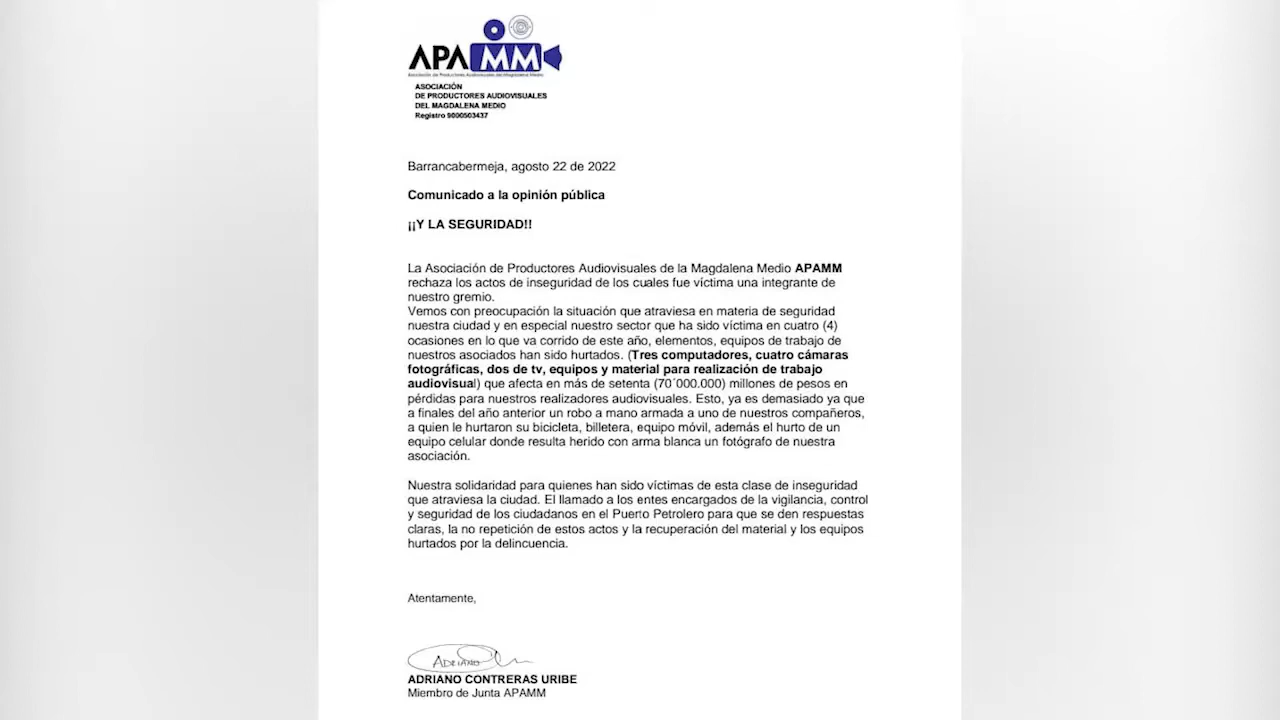 APAMM
Asociación de Productores Audiovisuales del Magdalena Medio
ASOCIACIÓN
DE PRODUCTORES AUDIOVISUALES
DEL MAGDALENA MEDIO
Registro 9000503437
Barrancabermeja, agosto 22 de 2022
Comunicado a la opinión pública
¡¡Y LA SEGURIDAD!!
La Asociación de Productores Audiovisuales de la Magdalena Medio APAMM
rechaza los actos de inseguridad de los cuales fue víctima una integrante de
nuestro gremio.
Vemos con preocupación la situación que atraviesa en materia de seguridad
nuestra ciudad y en especial nuestro sector que ha sido víctima en cuatro (4)
ocasiones en lo que va corrido de este año, elementos, equipos de trabajo de
nuestros asociados han sido hurtados. (Tres computadores, cuatro cámaras
fotográficas, dos de tv, equipos y material para realización de trabajo
audiovisual) que afecta en más de setenta (70´000.000) millones de pesos en
pérdidas para nuestros realizadores audiovisuales. Esto, ya es demasiado ya que
a finales del año anterior un robo a mano armada a uno de nuestros compañeros,
a quien le hurtaron su bicicleta, billetera, equipo móvil, además el hurto de un
equipo celular donde resulta herido con arma blanca un fotógrafo de nuestra
asociación.
Nuestra solidaridad para quienes han sido víctimas de esta clase de inseguridad
que atraviesa la ciudad. El llamado a los entes encargados de la vigilancia, control
y seguridad de los ciudadanos en el Puerto Petrolero para que se den respuestas
claras, la no repetición de estos actos y la recuperación del material y los equipos
hurtados por la delincuencia.
Atentamente,
ADRIANO
ADRIANO CONTRERAS URIBE
Miembro de Junta APAMM